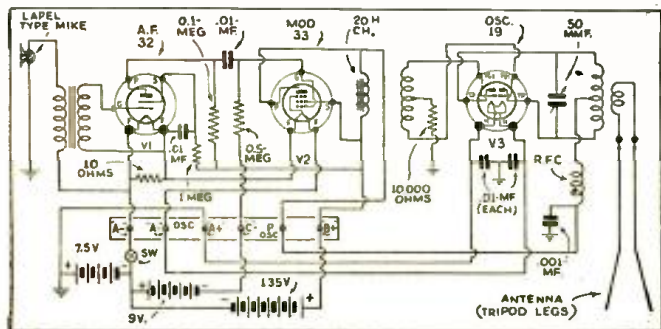 LAPEL
TYPE MIKE
A.F.
32
0.1-
MEG
.01-
MF.
MOD
33
20 H
CH.
OSC.
19
50
MMF.
V1
.01
MF
0.5-
MEG
V2
V3
10
OHMS
1 MEG
10 000
OHMS
.01-MF
(EACH)
R.F.C.
A-
A-
OSC
A+
C-
P
OSC
B+
SW
7.5V
+
-
9V.
-
+
135V
-
+
.001
MF.
ANTENNA
(TRIPOD LEGS)